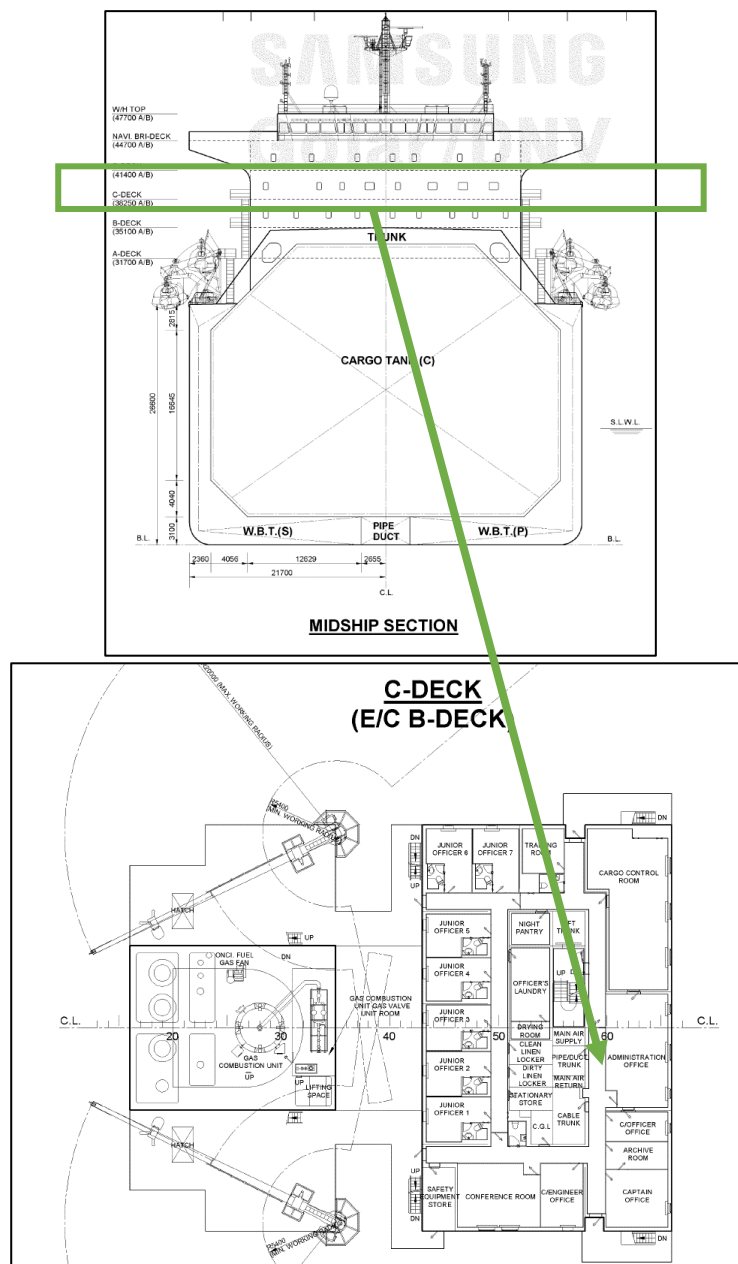 SAMSUNG
Golar/DNV
W/H TOP
(47700 A/B)
NAVI. BRI-DECK
(44700 A/B)
(41400 A/B)
C-DECK
(38250 A/B)
B-DECK
(35100 A/B)
A-DECK
(31700 A/B)
TRUNK
CARGO TANK (C)
2815
26600
16645
4040
3100
S.L.W.L.
W.B.T.(S)
PIPE
DUCT
W.B.T.(P)
B.L.
B.L.
2360
4056
12629
2655
21700
C.L.
MIDSHIP SECTION
C-DECK
(E/C B-DECK)
R20000 (MAX. WORKING RADIUS)
R5400
(MIN. WORKING RADIUS)
DN
UP
JUNIOR
OFFICER 6
JUNIOR
OFFICER 7
TRAINING
ROOM
DN
CARGO CONTROL
ROOM
HATCH
JUNIOR
OFFICER 5
NIGHT
PANTRY
TRUNK
UP
DN
FUEL
GAS FAN
JUNIOR
OFFICER 4
OFFICER'S
LAUNDRY
UP
GAS COMBUSTION
UNIT GAS VALVE
UNIT ROOM
JUNIOR
OFFICER 3
DRYING
ROOM
MAIN AIR
SUPPLY
C.L.
20
30
40
50
60
C.L.
GAS
COMBUSTION UNIT
UP
UP
LIFTING
SPACE
JUNIOR
OFFICER 2
CLEAN
LINEN
LOCKER
DIRTY
LINEN
LOCKER
PIPE/DUCT
TRUNK
MAIN AIR
RETURN
ADMINISTRATION
OFFICE
JUNIOR
OFFICER 1
STATIONARY
STORE
C.G.L
CABLE
TRUNK
C/OFFICER
OFFICE
ARCHIVE
ROOM
HATCH
UP
DN
SAFETY
EQUIPMENT
STORE
CONFERENCE ROOM
C/ENGINEER
OFFICE
CAPTAIN
OFFICE
DN
R5400
(MIN. WORKING